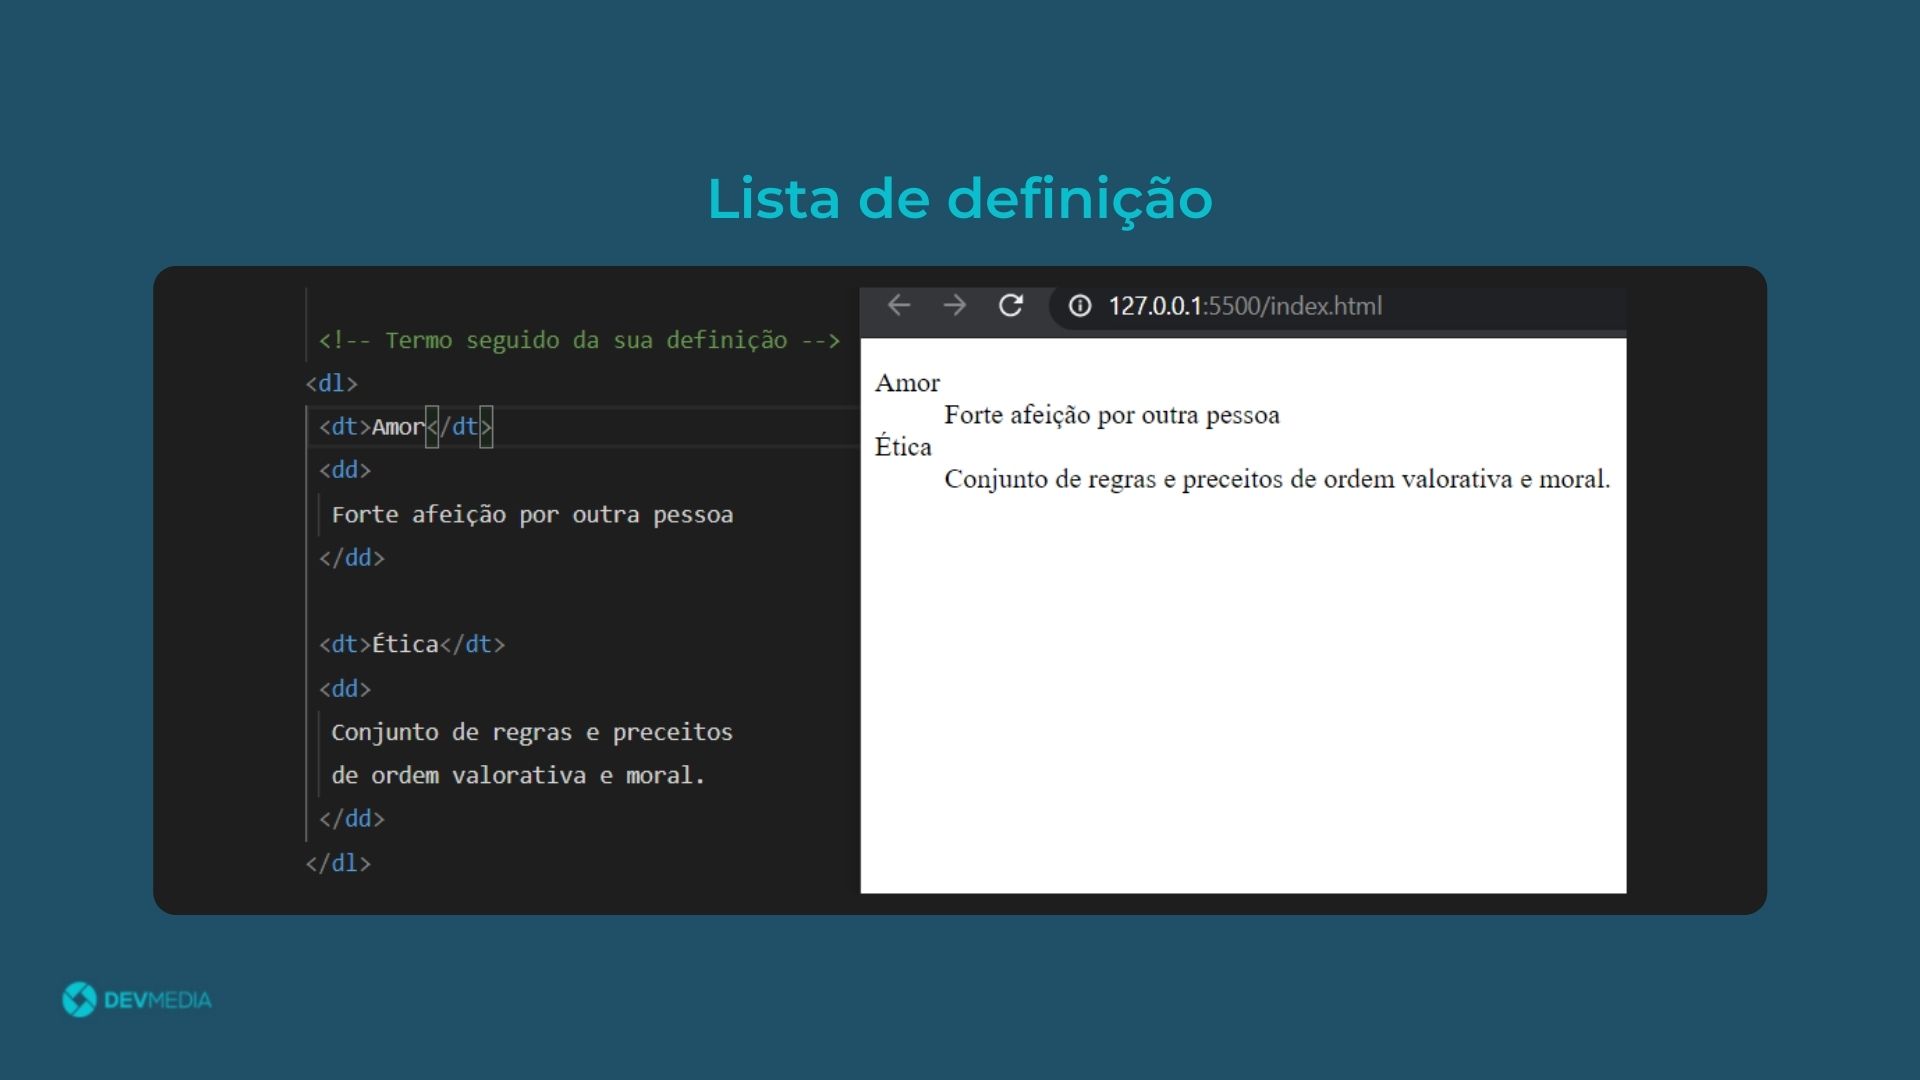 Lista de definição
<!-- Termo seguido da sua definição -->
<dl>
<dt>Amor</dt>
<dd>
Forte afeição por outra pessoa
</dd>
<dt>Ética</dt>
<dd>
Conjunto de regras e preceitos
de ordem valorativa e moral.
</dd>
</dl>
127.0.0.1:5500/index.html
Amor
Forte afeição por outra pessoa
Ética
Conjunto de regras e preceitos de ordem valorativa e moral.
DEVMEDIA